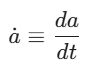 ȧ ≡ da/dt